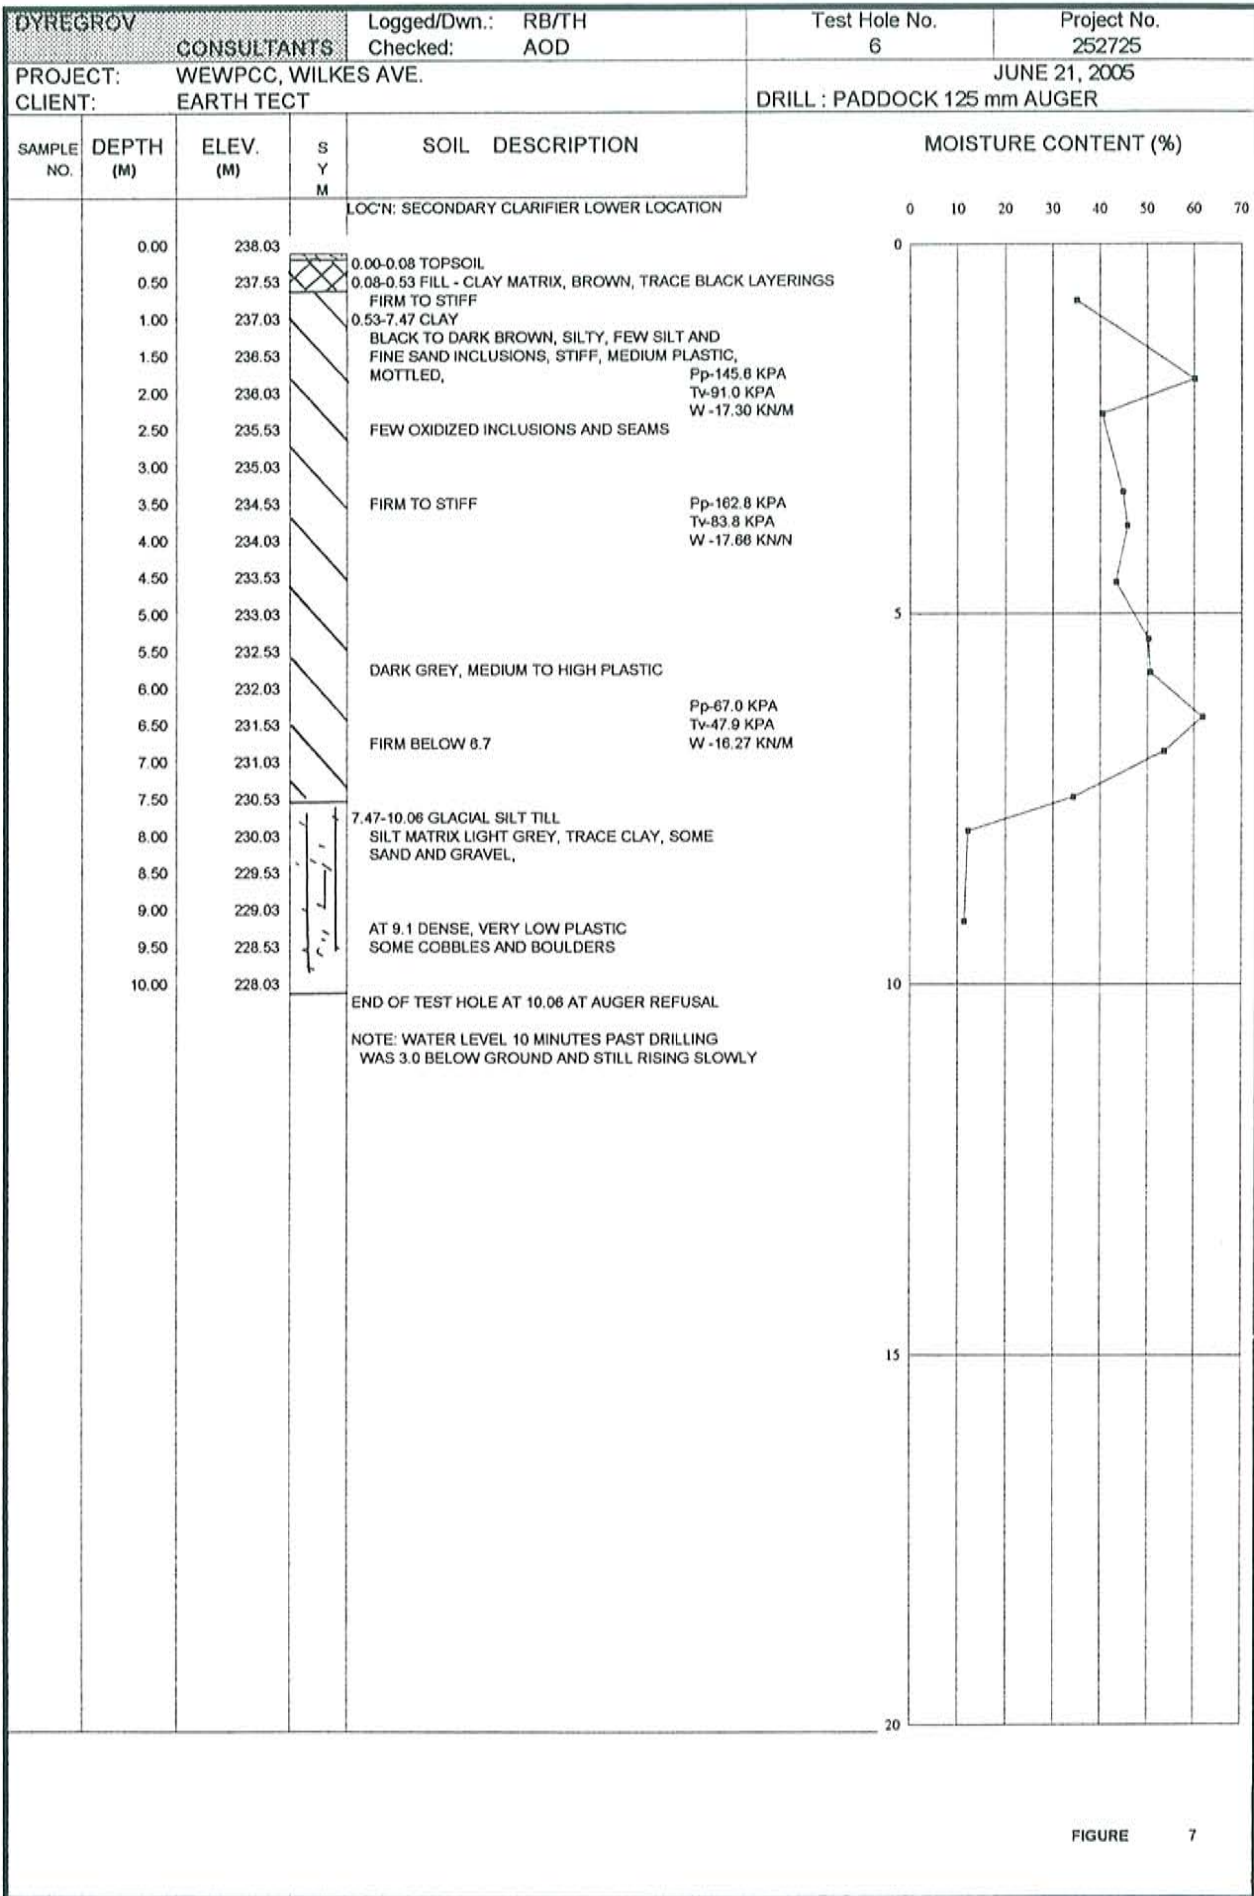 DYREGROV
CONSULTANTS
Logged/Dwn.: RB/TH
Checked: AOD
Test Hole No.
6
Project No.
252725
PROJECT: WEWPCC, WILKES AVE.
CLIENT: EARTH TECT
JUNE 21, 2005
DRILL : PADDOCK 125 mm AUGER
SAMPLE NO.
DEPTH (M)
ELEV. (M)
S Y M
SOIL DESCRIPTION
MOISTURE CONTENT (%)
LOC'N: SECONDARY CLARIFIER LOWER LOCATION
0 10 20 30 40 50 60 70
0.00 238.03
0
0.00-0.08 TOPSOIL
0.50 237.53 0.08-0.53 FILL - CLAY MATRIX, BROWN, TRACE BLACK LAYERINGS
FIRM TO STIFF
1.00 237.03 0.53-7.47 CLAY
BLACK TO DARK BROWN, SILTY, FEW SILT AND
1.50 236.53 FINE SAND INCLUSIONS, STIFF, MEDIUM PLASTIC,
MOTTLED, Pp-145.6 KPA
2.00 236.03 Tv-91.0 KPA
W -17.30 KN/M
2.50 235.53 FEW OXIDIZED INCLUSIONS AND SEAMS
3.00 235.03
3.50 234.53 FIRM TO STIFF Pp-162.8 KPA
Tv-83.8 KPA
4.00 234.03 W -17.66 KN/N
4.50 233.53
5.00 233.03
5
5.50 232.53
DARK GREY, MEDIUM TO HIGH PLASTIC
6.00 232.03
Pp-67.0 KPA
6.50 231.53 Tv-47.9 KPA
FIRM BELOW 6.7 W -16.27 KN/M
7.00 231.03
7.50 230.53
7.47-10.06 GLACIAL SILT TILL
8.00 230.03 SILT MATRIX LIGHT GREY, TRACE CLAY, SOME
SAND AND GRAVEL,
8.50 229.53
9.00 229.03
AT 9.1 DENSE, VERY LOW PLASTIC
9.50 228.53 SOME COBBLES AND BOULDERS
10.00 228.03
10
END OF TEST HOLE AT 10.06 AT AUGER REFUSAL
NOTE: WATER LEVEL 10 MINUTES PAST DRILLING
WAS 3.0 BELOW GROUND AND STILL RISING SLOWLY
15
20
FIGURE 7